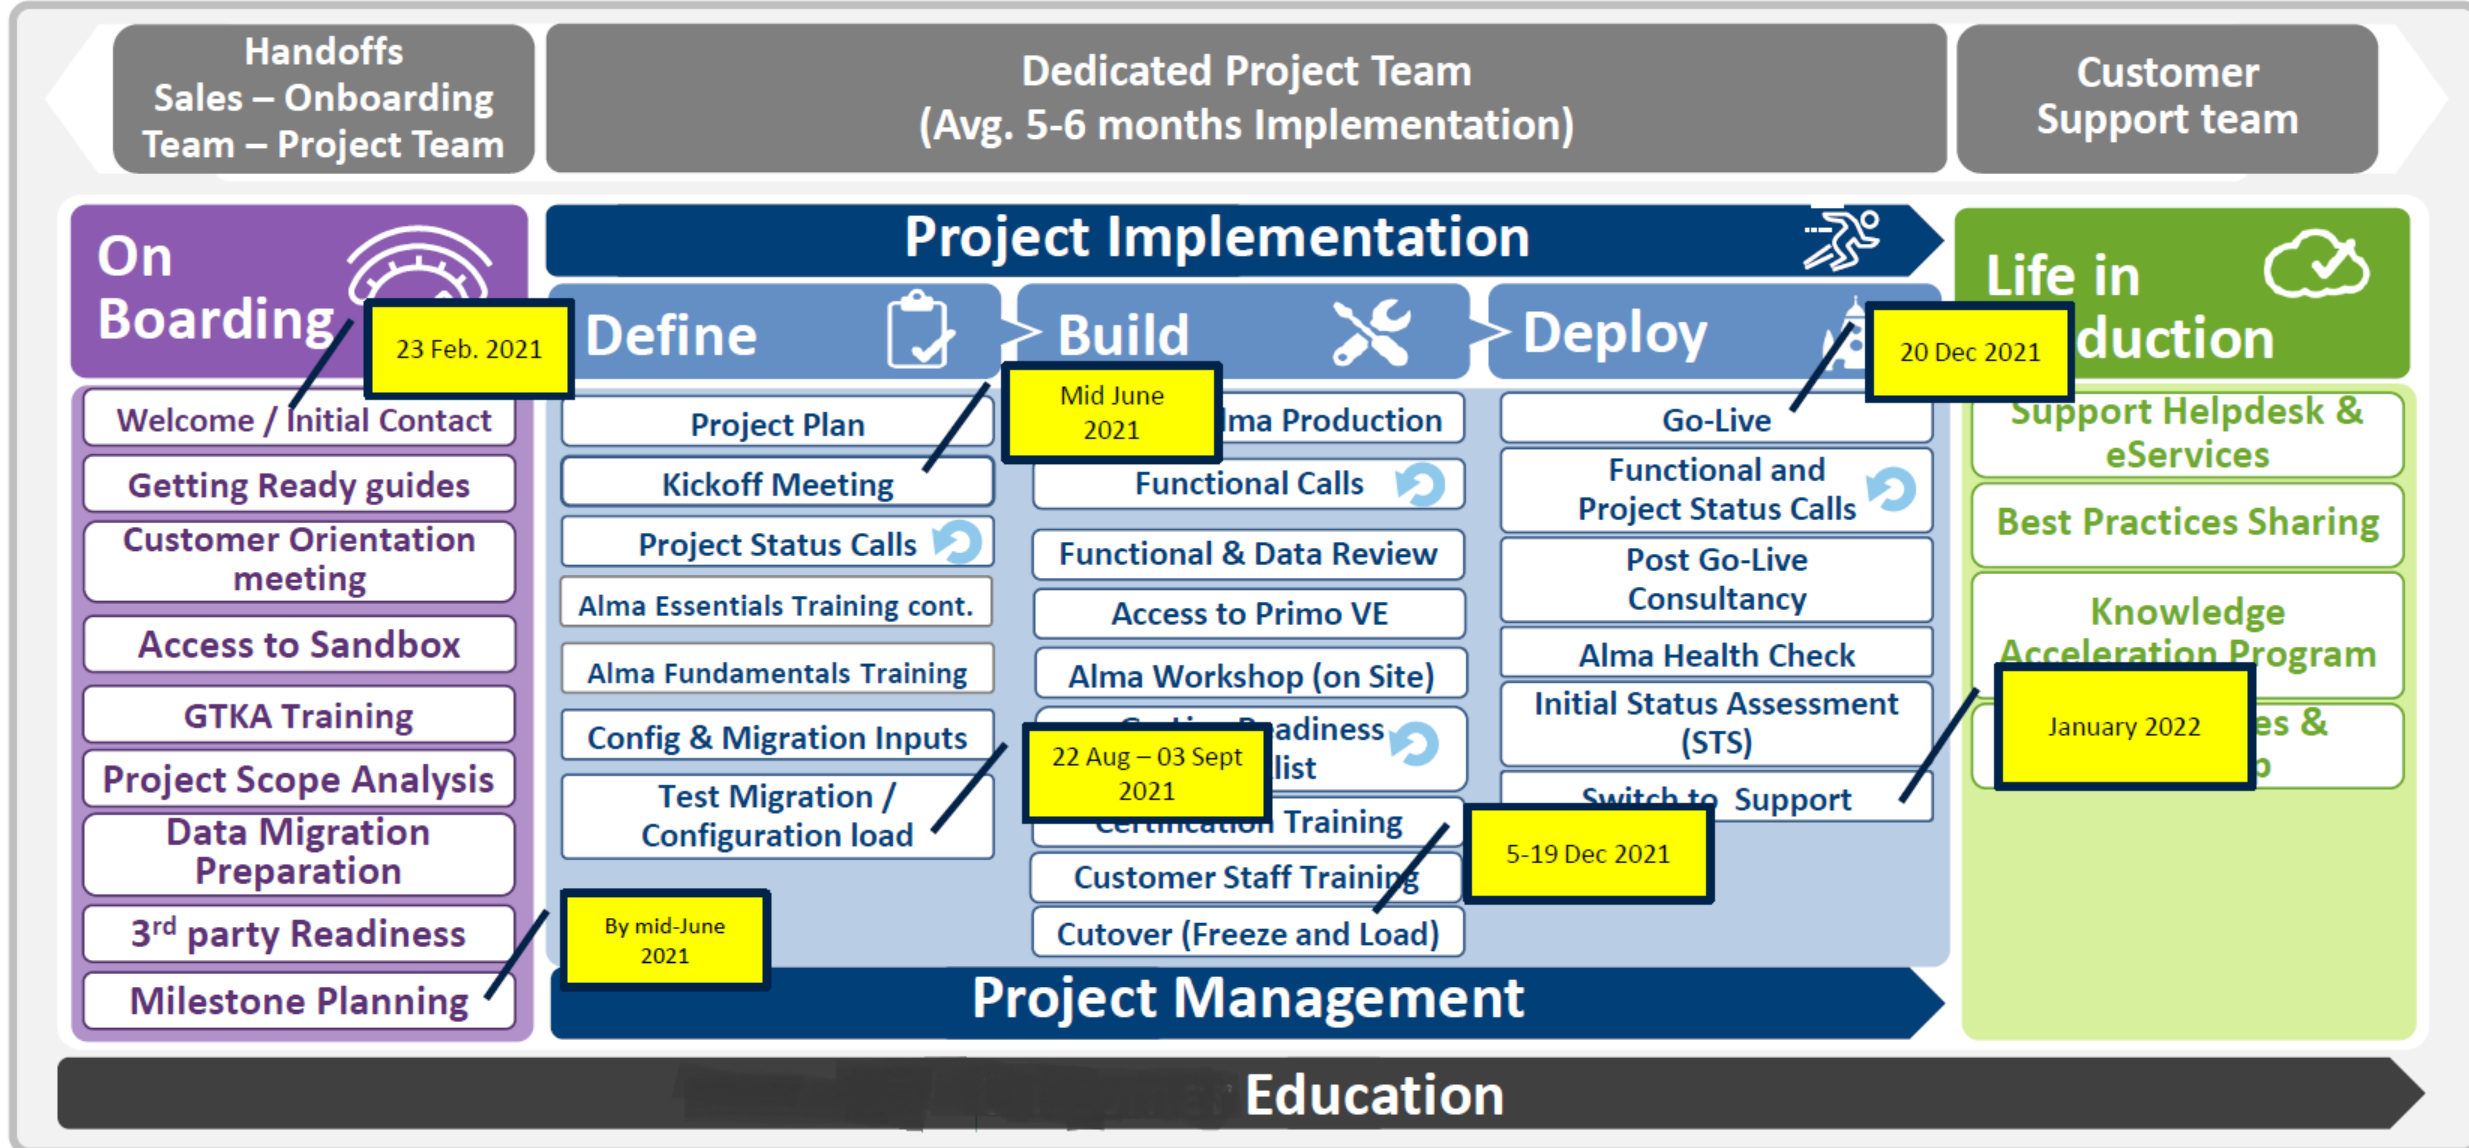 Handoffs
Sales – Onboarding
Team – Project Team
Dedicated Project Team
(Avg. 5-6 months Implementation)
Customer
Support team
On
Boarding
23 Feb. 2021
Welcome / Initial Contact
Getting Ready guides
Customer Orientation
meeting
Access to Sandbox
GTKA Training
Project Scope Analysis
Data Migration
Preparation
3rd party Readiness
Milestone Planning
By mid-June
2021
Project Implementation
Define
Project Plan
Kickoff Meeting
Project Status Calls
Alma Essentials Training cont.
Alma Fundamentals Training
Config & Migration Inputs
Test Migration /
Configuration load
Build
Mid June
2021
Production
Functional Calls
Functional & Data Review
Access to Primo VE
Alma Workshop (on Site)
22 Aug – 03 Sept
2021
Certification Training
Customer Staff Training
Cutover (Freeze and Load)
5-19 Dec 2021
Deploy
20 Dec 2021
Go-Live
Functional and
Project Status Calls
Post Go-Live
Consultancy
Alma Health Check
Initial Status Assessment
(STS)
Switch to Support
January 2022
Life in
Support Helpdesk &
eServices
Best Practices Sharing
Knowledge
Acceleration Program
&
Project Management
Education